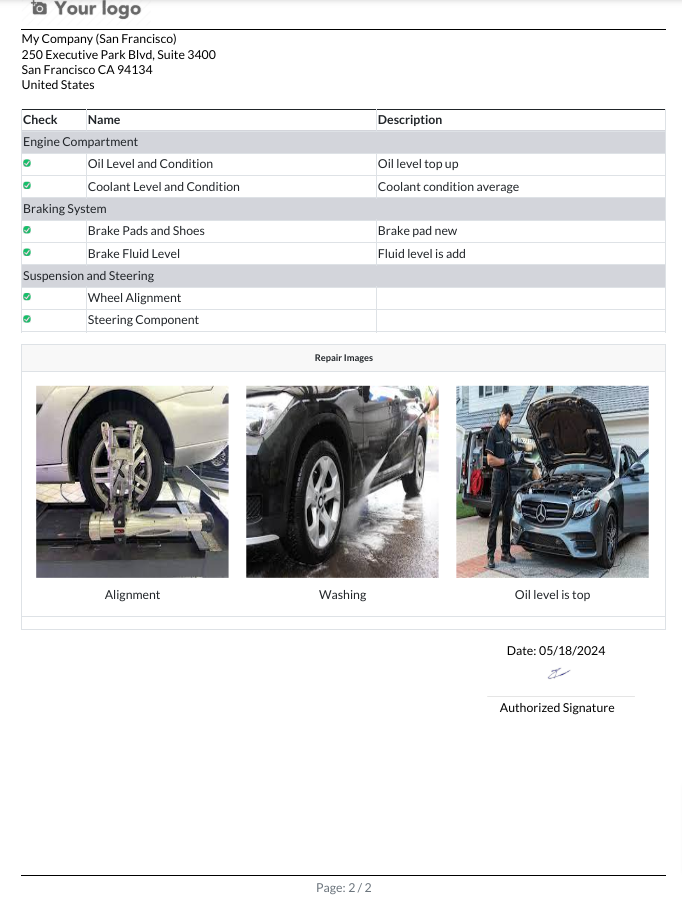 Your logo
My Company (San Francisco)
250 Executive Park Blvd, Suite 3400
San Francisco CA 94134
United States
Check Name Description
Engine Compartment
Oil Level and Condition Oil level top up
Coolant Level and Condition Coolant condition average
Braking System
Brake Pads and Shoes Brake pad new
Brake Fluid Level Fluid level is add
Suspension and Steering
Wheel Alignment
Steering Component
Repair Images
Alignment Washing Oil level is top
Date: 05/18/2024
Authorized Signature
Page: 2 / 2